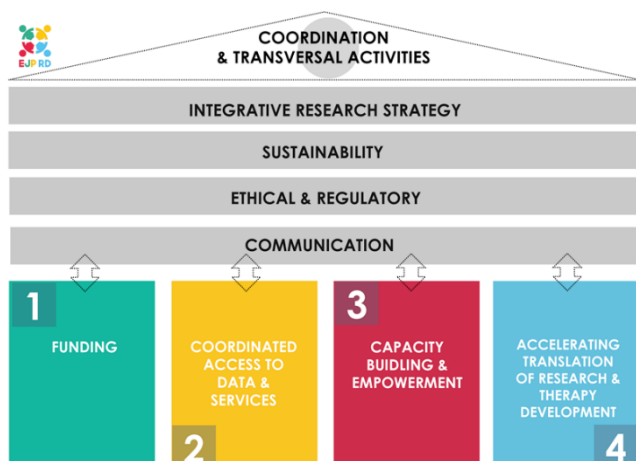 EJP RD
COORDINATION
& TRANSVERSAL ACTIVITIES
INTEGRATIVE RESEARCH STRATEGY
SUSTAINABILITY
ETHICAL & REGULATORY
COMMUNICATION
1
FUNDING
COORDINATED
ACCESS TO
DATA &
SERVICES
2
3
CAPACITY
BUIDLING &
EMPOWERMENT
ACCELERATING
TRANSLATION
OF RESEARCH &
THERAPY
DEVELOPMENT
4